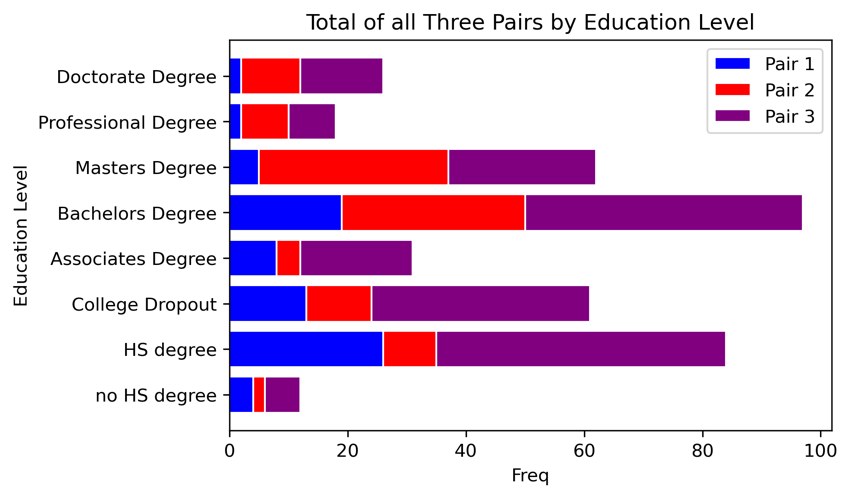 Total of all Three Pairs by Education Level
Pair 1
Pair 2
Pair 3
Education Level
Doctorate Degree
Professional Degree
Masters Degree
Bachelors Degree
Associates Degree
College Dropout
HS degree
no HS degree
0 20 40 60 80 100
Freq